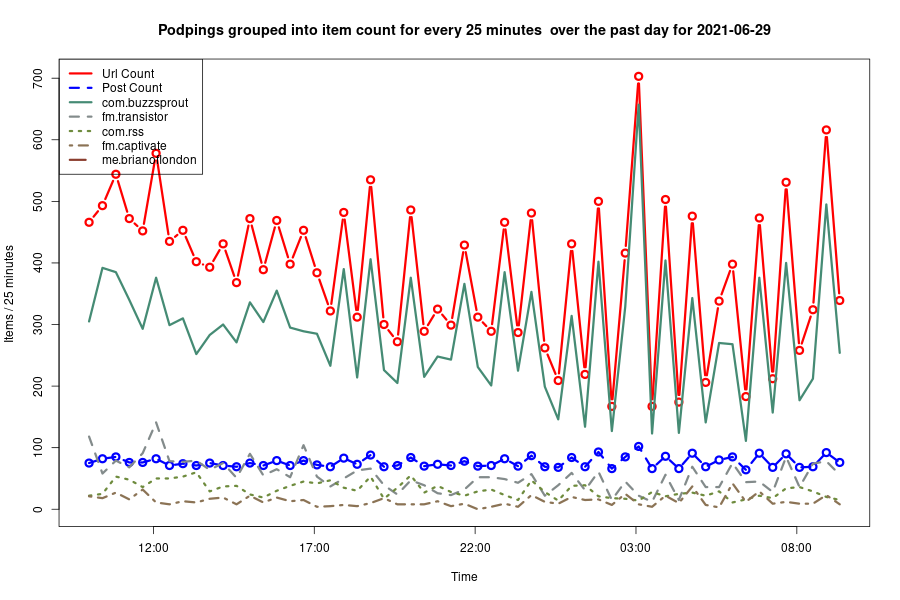 Podpings grouped into item count for every 25 minutes  over the past day for 2021-06-29
Url Count
Post Count
com.buzzsprout
fm.transistor
com.rss
fm.captivate
me.brianoflondon
Items / 25 minutes
700
600
500
400
300
200
100
0
12:00 17:00 22:00 03:00 08:00
Time